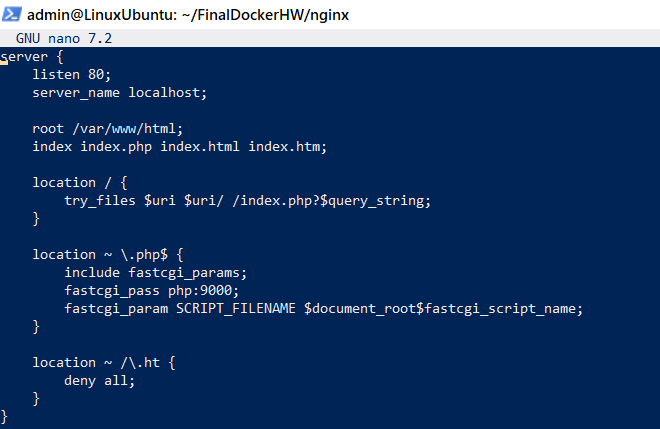 admin@LinuxUbuntu: ~/FinalDockerHW/nginx
GNU nano 7.2
server {
    listen 80;
    server_name localhost;

    root /var/www/html;
    index index.php index.html index.htm;

    location / {
        try_files $uri $uri/ /index.php?$query_string;
    }

    location ~ \.php$ {
        include fastcgi_params;
        fastcgi_pass php:9000;
        fastcgi_param SCRIPT_FILENAME $document_root$fastcgi_script_name;
    }

    location ~ /\.ht {
        deny all;
    }
}